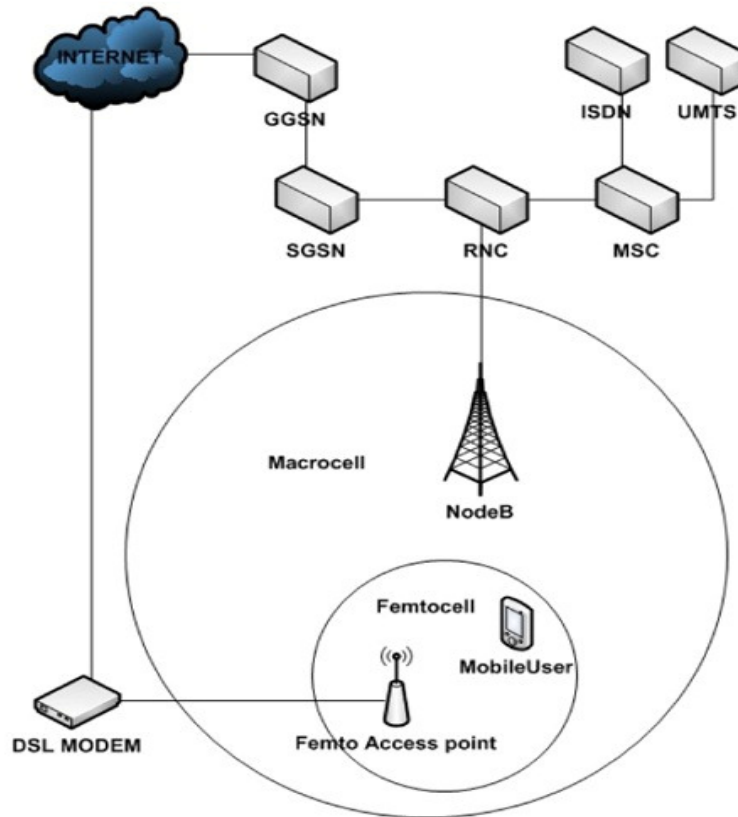 INTERNET
GGSN
ISDN
UMTS
SGSN
RNC
MSC
Macrocell
NodeB
Femtocell
MobileUser
DSL MODEM
Femto Access point